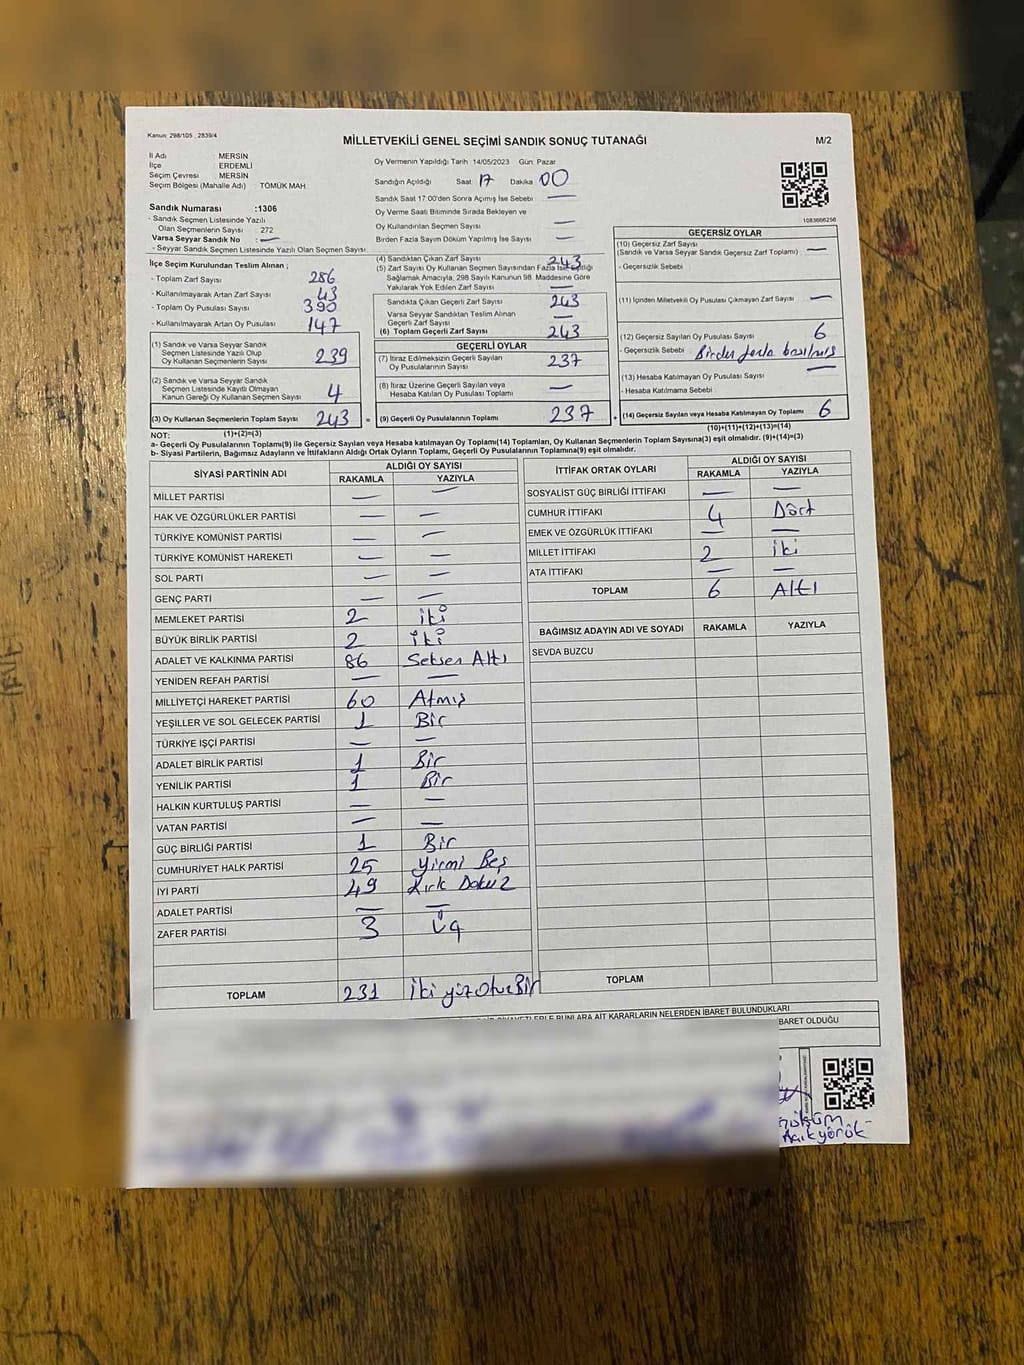 Kanun: 298/105 , 2839/4
MİLLETVEKİLİ GENEL SEÇİMİ SANDIK SONUÇ TUTANAĞI
M/2
İl Adı : MERSİN
İlçe : ERDEMLİ
Seçim Çevresi : MERSİN
Seçim Bölgesi (Mahalle Adı) TÖMÜK MAH.
Sandık Numarası :1306
- Sandık Seçmen Listesinde Yazılı
Olan Seçmenlerin Sayısı : 272
Varsa Seyyar Sandık No : —
- Seyyar Sandık Seçmen Listesinde Yazılı Olan Seçmen Sayısı
Oy Vermenin Yapıldığı Tarih :14/05/2023 Gün: Pazar
Sandığın Açıldığı Saat: 17 Dakika 00
Sandık Saat 17.00'den Sonra Açımış İse Sebebi —
Oy Verme Saati Bitiminde Sırada Bekleyen ve
Oy Kullandırılan Seçmen Sayısı —
Birden Fazla Sayım Döküm Yapılmış İse Sayısı —
1083666256
İlçe Seçim Kurulundan Teslim Alınan ;
- Toplam Zarf Sayısı 286
- Kullanılmayarak Artan Zarf Sayısı 43
- Toplam Oy Pusulası Sayısı 390
- Kullanılmayarak Artan Oy Pusulası 147
(1) Sandık ve Varsa Seyyar Sandık
Seçmen Listesinde Yazılı Olup
Oy Kullanan Seçmenlerin Sayısı 239
(2) Sandık ve Varsa Seyyar Sandık
Seçmen Listesinde Kayıtlı Olmayan
Kanun Gereği Oy Kullanan Seçmen Sayısı 4
(3) Oy Kullanan Seçmenlerin Toplam Sayısı 243
(1)+(2)=(3)
(4) Sandıktan Çıkan Zarf Sayısı 243
(5) Zarf Sayısı Oy Kullanan Seçmen Sayısından Fazla İse Eşitliği
Sağlamak Amacıyla, 298 Sayılı Kanunun 98. Maddesine Göre
Yakılarak Yok Edilen Zarf Sayısı —
Sandıkta Çıkan Geçerli Zarf Sayısı 243
Varsa Seyyar Sandıktan Teslim Alınan
Geçerli Zarf Sayısı —
(6) Toplam Geçerli Zarf Sayısı 243
GEÇERLİ OYLAR
(7) İtiraz Edilmeksizin Geçerli Sayılan
Oy Pusulalarının Sayısı 237
(8) İtiraz Üzerine Geçerli Sayılan veya
Hesaba Katılan Oy Pusulası Toplamı —
= (9) Geçerli Oy Pusulalarının Toplamı 237
GEÇERSİZ OYLAR
(10) Geçersiz Zarf Sayısı
(Sandık ve Varsa Seyyar Sandık Geçersiz Zarf Toplamı) —
- Geçersizlik Sebebi
(11) İçinden Milletvekili Oy Pusulası Çıkmayan Zarf Sayısı —
(12) Geçersiz Sayılan Oy Pusulası Sayısı 6
- Geçersizlik Sebebi : Birden fazla basılmış
(13) Hesaba Katılmayan Oy Pusulası Sayısı —
- Hesaba Katılmama Sebebi :
+ (14) Geçersiz Sayılan veya Hesaba Katılmayan Oy Toplamı 6
(10)+(11)+(12)+(13)=(14)
NOT:
a- Geçerli Oy Pusulalarının Toplamı(9) ile Geçersiz Sayılan veya Hesaba katılmayan Oy Toplamı(14) Toplamları, Oy Kullanan Seçmenlerin Toplam Sayısına(3) eşit olmalıdır. (9)+(14)=(3)
b- Siyasi Partilerin, Bağımsız Adayların ve İttifakların Aldığı Ortak Oyların Toplamı, Geçerli Oy Pusulalarının Toplamına(9) eşit olmalıdır.
SİYASİ PARTİNİN ADI ALDIĞI OY SAYISI
RAKAMLA YAZIYLA
MİLLET PARTİSİ — —
HAK VE ÖZGÜRLÜKLER PARTİSİ — —
TÜRKİYE KOMÜNİST PARTİSİ — —
TÜRKİYE KOMÜNİST HAREKETİ — —
SOL PARTİ — —
GENÇ PARTİ — —
MEMLEKET PARTİSİ 2 iki
BÜYÜK BİRLİK PARTİSİ 2 iki
ADALET VE KALKINMA PARTİSİ 86 Seksen Altı
YENİDEN REFAH PARTİSİ — —
MİLLİYETÇİ HAREKET PARTİSİ 60 Atmış
YEŞİLLER VE SOL GELECEK PARTİSİ 1 Bir
TÜRKİYE İŞÇİ PARTİSİ — —
ADALET BİRLİK PARTİSİ 1 Bir
YENİLİK PARTİSİ 1 Bir
HALKIN KURTULUŞ PARTİSİ — —
VATAN PARTİSİ — —
GÜÇ BİRLİĞİ PARTİSİ 1 Bir
CUMHURİYET HALK PARTİSİ 25 Yirmi Beş
İYİ PARTİ 49 Kırk Dokuz
ADALET PARTİSİ — —
ZAFER PARTİSİ 3 üç
TOPLAM 231 İki yüz Otuz Bir
İTTİFAK ORTAK OYLARI ALDIĞI OY SAYISI
RAKAMLA YAZIYLA
SOSYALİST GÜÇ BİRLİĞİ İTTİFAKI — —
CUMHUR İTTİFAKI 4 Dört
EMEK VE ÖZGÜRLÜK İTTİFAKI — —
MİLLET İTTİFAKI 2 iki
ATA İTTİFAKI — —
TOPLAM 6 Altı
BAĞIMSIZ ADAYIN ADI VE SOYADI RAKAMLA YAZIYLA
SEVDA BUZCU
TOPLAM
KARARLARIN NELERDEN İBARET BULUNDUKLARI
BARET OLDUĞU
Açıkyörük